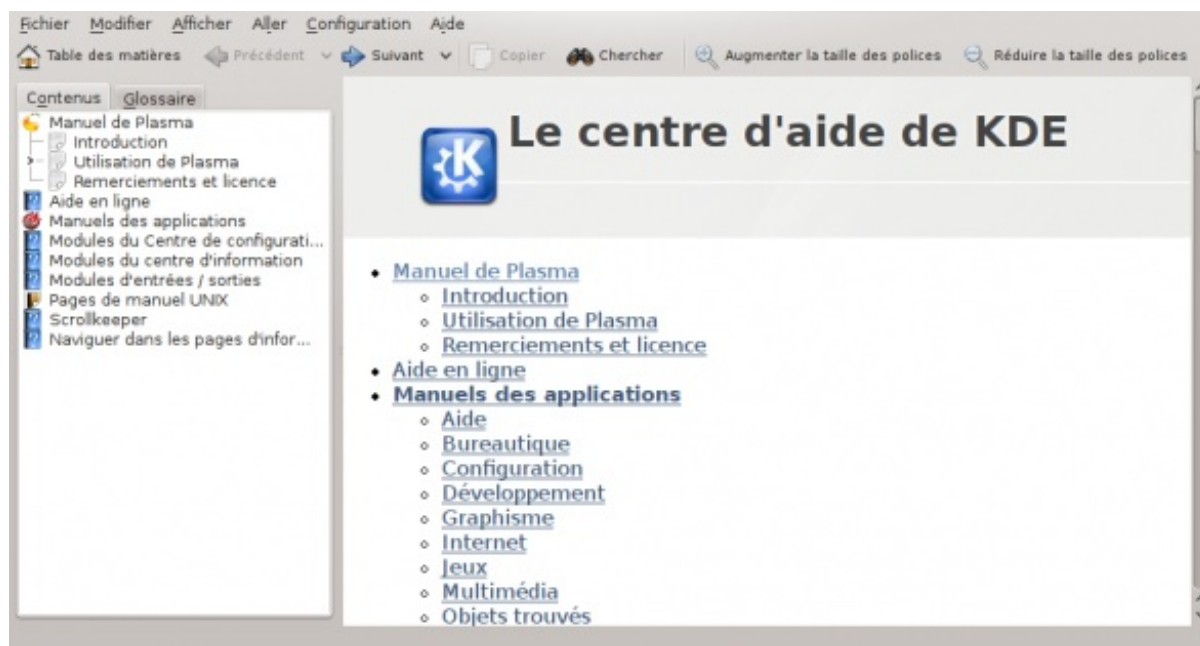 Fichier Modifier Afficher Aller Configuration Aide
Table des matières Précédent Suivant Copier Chercher Augmenter la taille des polices Réduire la taille des polices
Contenus Glossaire
Manuel de Plasma
Introduction
Utilisation de Plasma
Remerciements et licence
Aide en ligne
Manuels des applications
Modules du Centre de configurati...
Modules du centre d'information
Modules d'entrées / sorties
Pages de manuel UNIX
Scrollkeeper
Naviguer dans les pages d'infor...
Le centre d'aide de KDE
Manuel de Plasma
Introduction
Utilisation de Plasma
Remerciements et licence
Aide en ligne
Manuels des applications
Aide
Bureautique
Configuration
Développement
Graphisme
Internet
Jeux
Multimédia
Objets trouvés